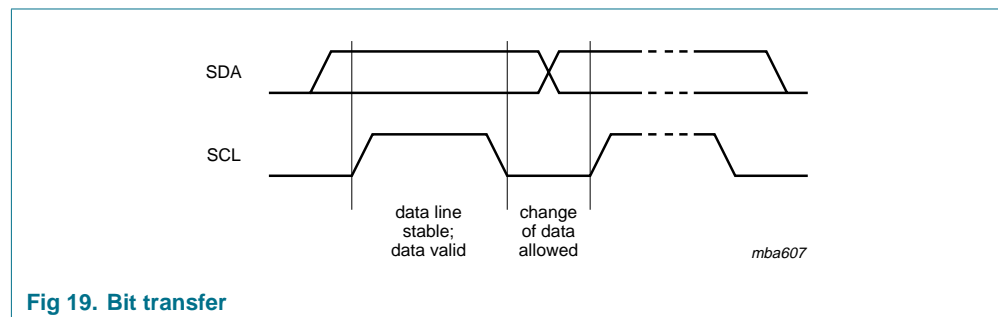 SDA
SCL
data line
stable;
data valid
change
of data
allowed
mba607
Fig 19. Bit transfer